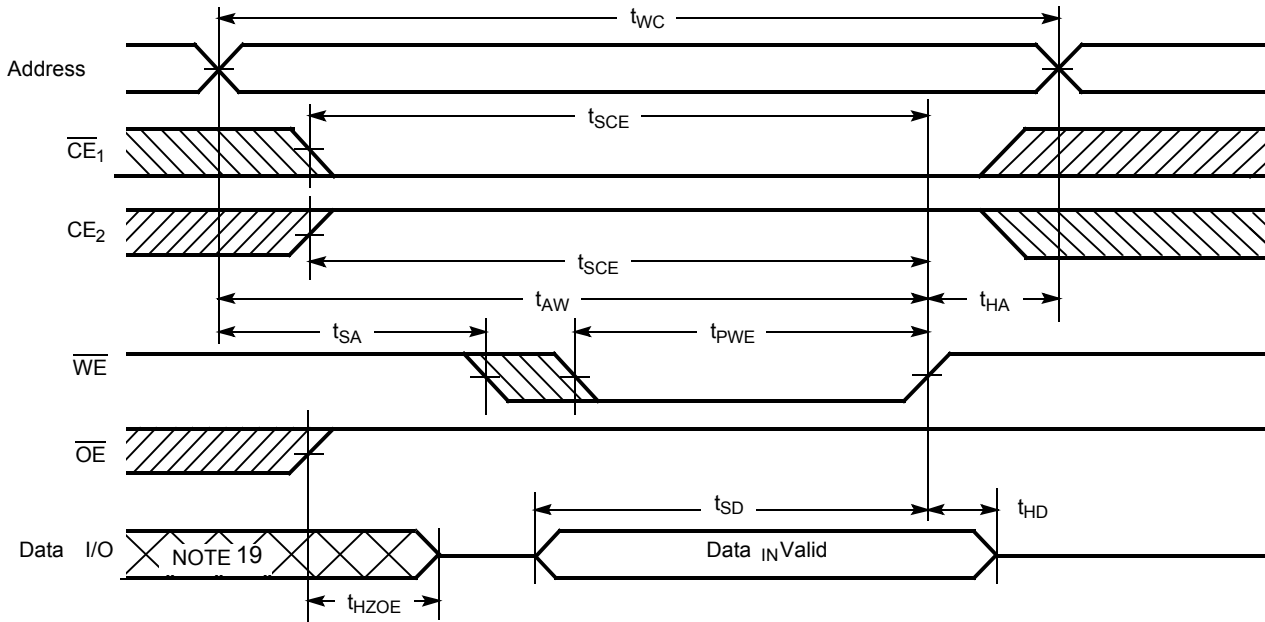 tWC
Address
tSCE
CE1
CE2
tSCE
tAW
tHA
tSA
tPWE
WE
OE
tSD
tHD
Data I/O
NOTE 19
Data IN Valid
tHZOE